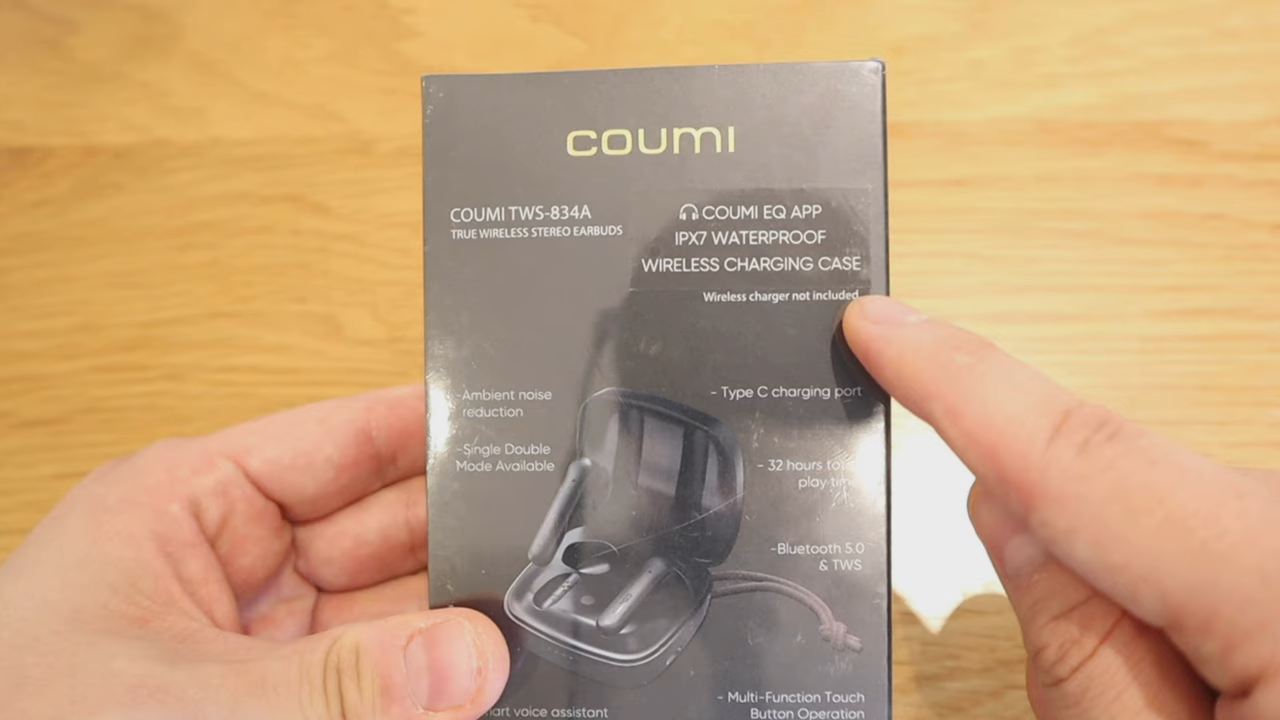 COUMI
COUMI TWS-834A
TRUE WIRELESS STEREO EARBUDS
COUMI EQ APP
IPX7 WATERPROOF
WIRELESS CHARGING CASE
Wireless charger not included
-Ambient noise
reduction
-Single Double
Mode Available
- Type C charging port
- 32 hours
play
-Bluetooth 5.0
& TWS
voice assistant
- Multi-Function Touch
Button Operation